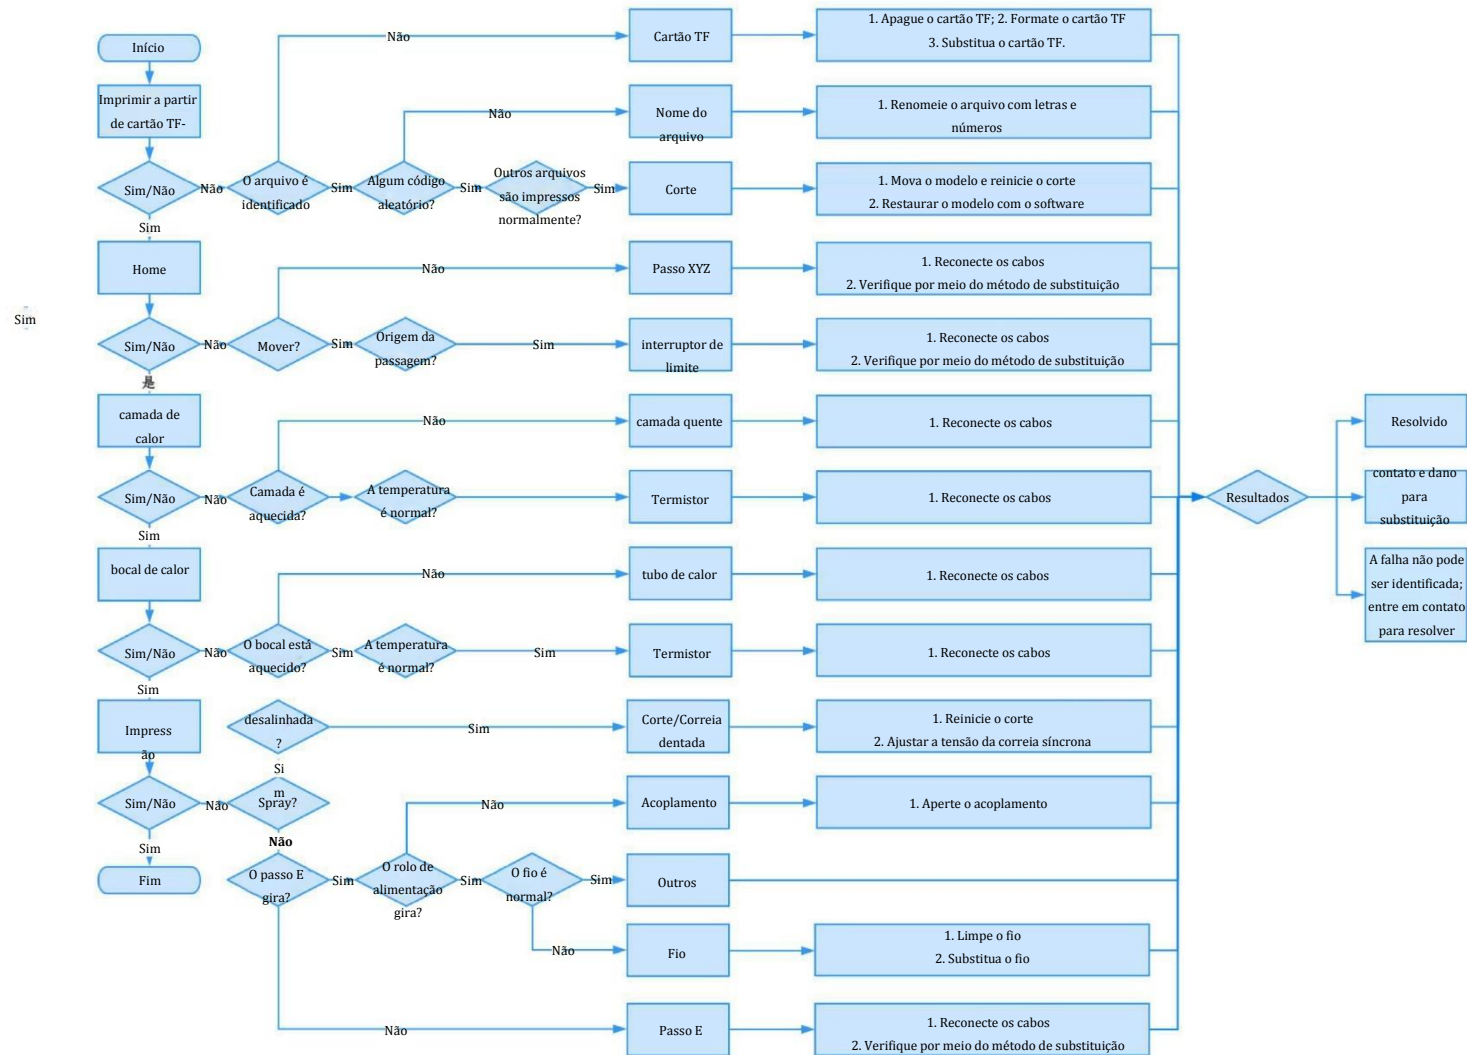 Início
Não
Cartão TF
1. Apague o cartão TF; 2. Formate o cartão TF
3. Substitua o cartão TF.
Imprimir a partir
de cartão TF-
Não
Nome do
arquivo
1. Renomeie o arquivo com letras e
números
Sim/Não
Não
O arquivo é
identificado
Sim
Algum código
aleatório?
Sim
Outros arquivos
são impressos
normalmente?
Sim
Corte
1. Mova o modelo e reinicie o corte
2. Restaurar o modelo com o software
Sim
Home
Não
Passo XYZ
1. Reconecte os cabos
2. Verifique por meio do método de substituição
Sim
Sim/Não
Não
Mover?
Sim
Origem da
passagem?
Sim
interruptor de
limite
1. Reconecte os cabos
2. Verifique por meio do método de substituição
是
camada de
calor
Não
camada quente
1. Reconecte os cabos
Resolvido
Sim/Não
Não
Camada é
aquecida?
A temperatura
é normal?
Termistor
1. Reconecte os cabos
Resultados
contato e dano
para
substituição
Sim
bocal de calor
Não
tubo de calor
1. Reconecte os cabos
A falha não pode
ser identificada;
entre em contato
para resolver
Sim/Não
Não
O bocal está
aquecido?
Sim
A temperatura
é normal?
Sim
Termistor
1. Reconecte os cabos
Sim
Impress
ão
desalinhada
?
Sim
Corte/Correia
dentada
1. Reinicie o corte
2. Ajustar a tensão da correia síncrona
Si
m
Sim/Não
Não
Spray?
Não
Acoplamento
1. Aperte o acoplamento
Sim
Não
Fim
O passo E
gira?
Sim
O rolo de
alimentação
gira?
Sim
O fio é
normal?
Sim
Outros
Não
Fio
1. Limpe o fio
2. Substitua o fio
Não
Passo E
1. Reconecte os cabos
2. Verifique por meio do método de substituição